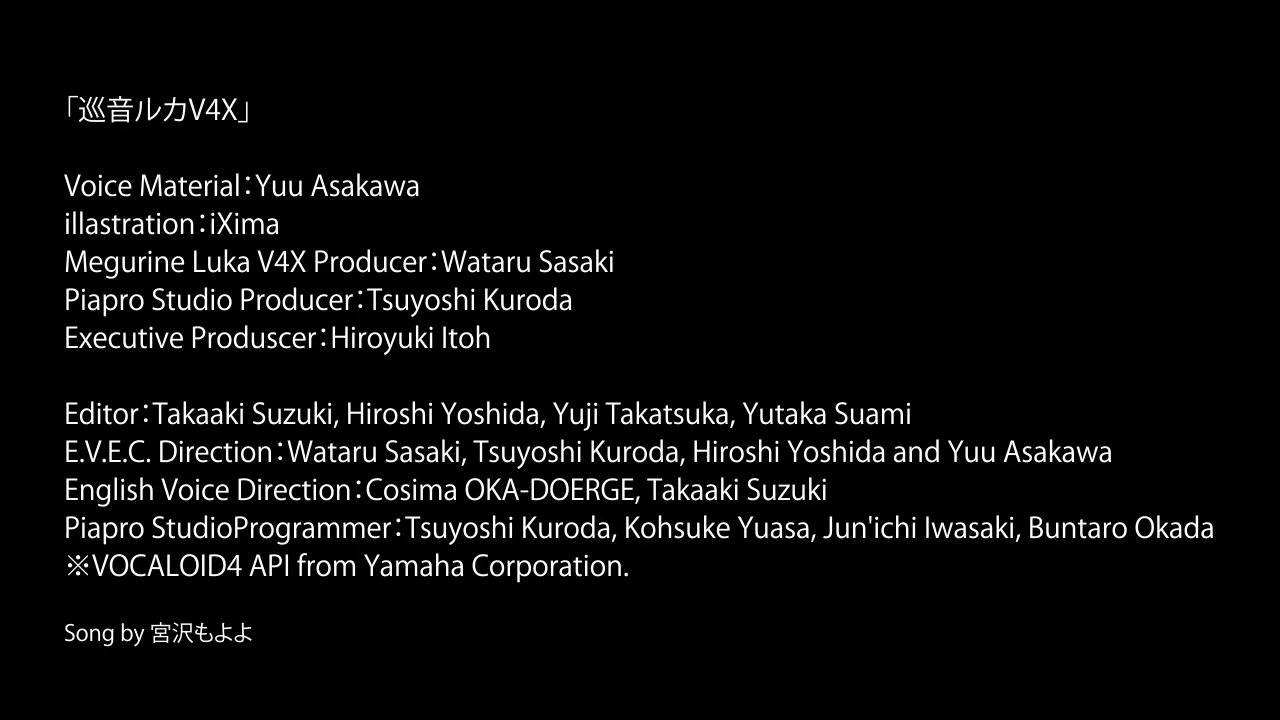 「巡音ルカV4X」
Voice Material：Yuu Asakawa
illastration：iXima
Megurine Luka V4X Producer：Wataru Sasaki
Piapro Studio Producer：Tsuyoshi Kuroda
Executive Produscer：Hiroyuki Itoh
Editor：Takaaki Suzuki, Hiroshi Yoshida, Yuji Takatsuka, Yutaka Suami
E.V.E.C. Direction：Wataru Sasaki, Tsuyoshi Kuroda, Hiroshi Yoshida and Yuu Asakawa
English Voice Direction：Cosima OKA-DOERGE, Takaaki Suzuki
Piapro StudioProgrammer：Tsuyoshi Kuroda, Kohsuke Yuasa, Jun'ichi Iwasaki, Buntaro Okada
※VOCALOID4 API from Yamaha Corporation.
Song by 宮沢もよよ